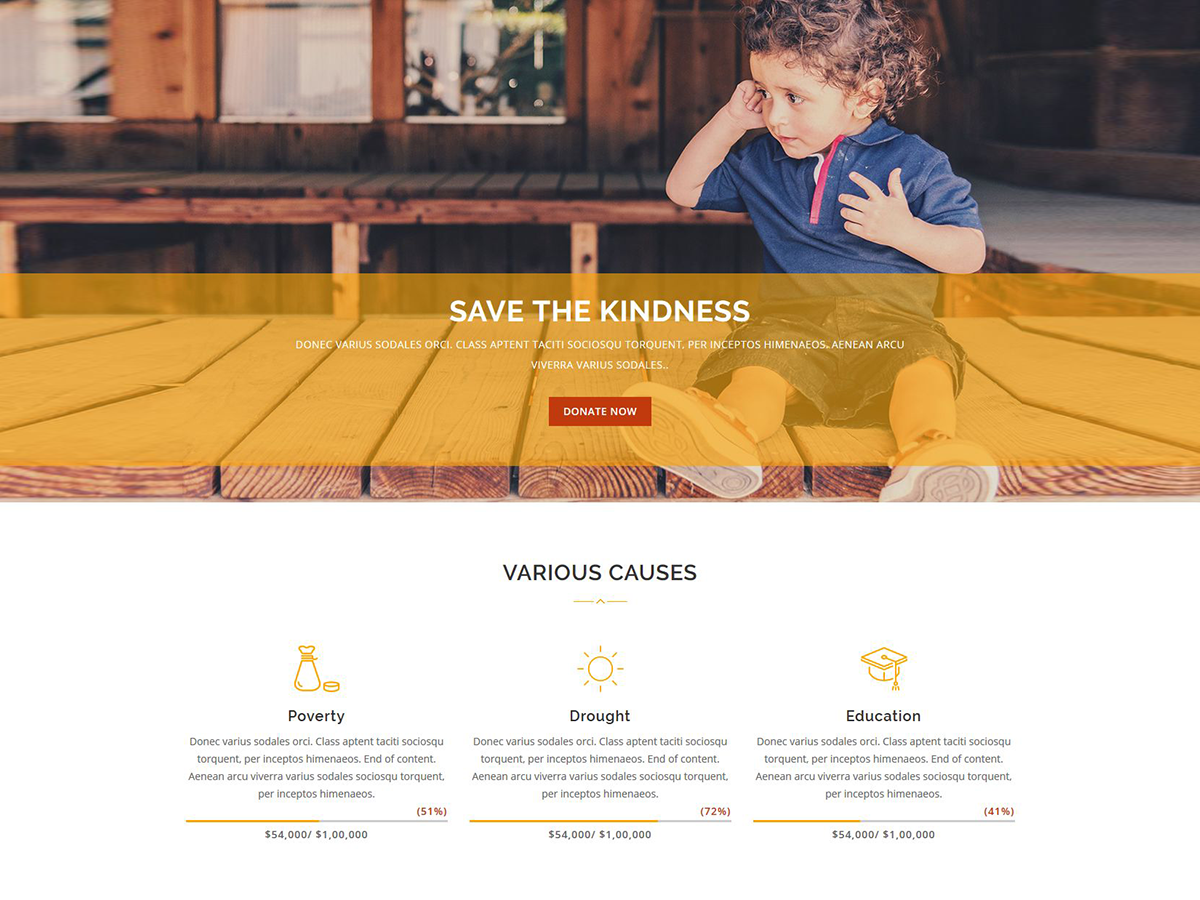 SAVE THE KINDNESS
DONEC VARIUS SODALES ORCI. CLASS APTENT TACITI SOCIOSQU TORQUENT, PER INCEPTOS HIMENAEOS. AENEAN ARCU
VIVERRA VARIUS SODALES..
DONATE NOW
VARIOUS CAUSES
Poverty
Donec varius sodales orci. Class aptent taciti sociosqu
torquent, per inceptos himenaeos. End of content.
Aenean arcu viverra varius sodales sociosqu torquent,
per inceptos himenaeos.
(51%)
$54,000/ $1,00,000
Drought
Donec varius sodales orci. Class aptent taciti sociosqu
torquent, per inceptos himenaeos. End of content.
Aenean arcu viverra varius sodales sociosqu torquent,
per inceptos himenaeos.
(72%)
$54,000/ $1,00,000
Education
Donec varius sodales orci. Class aptent taciti sociosqu
torquent, per inceptos himenaeos. End of content.
Aenean arcu viverra varius sodales sociosqu torquent,
per inceptos himenaeos.
(41%)
$54,000/ $1,00,000